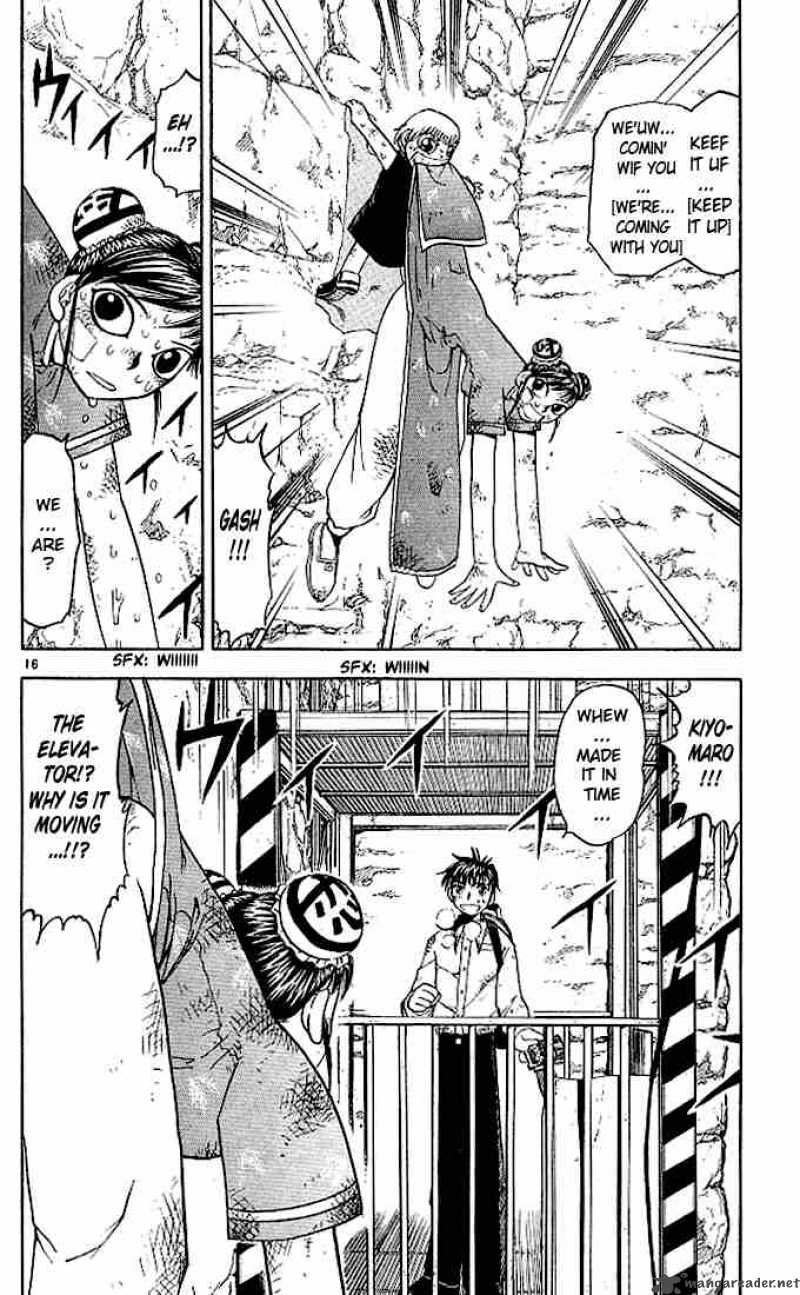 KEEF
IT UF
...
[KEEP
IT UP]
WE'UW...
COMIN'
WIF YOU
...
[WE'RE...
COMING
WITH YOU]
GASH
!!!
EH
...!?
WE
...
ARE?
16
SFX: WIIIIIII
SFX: WIIIIIN
KIYO-
MARO
!!!
WHEW
...
MADE
IT IN
TIME
...
THE
ELEVA-
TOR!?
WHY IS IT
MOVING
...!!?
mangareader.net